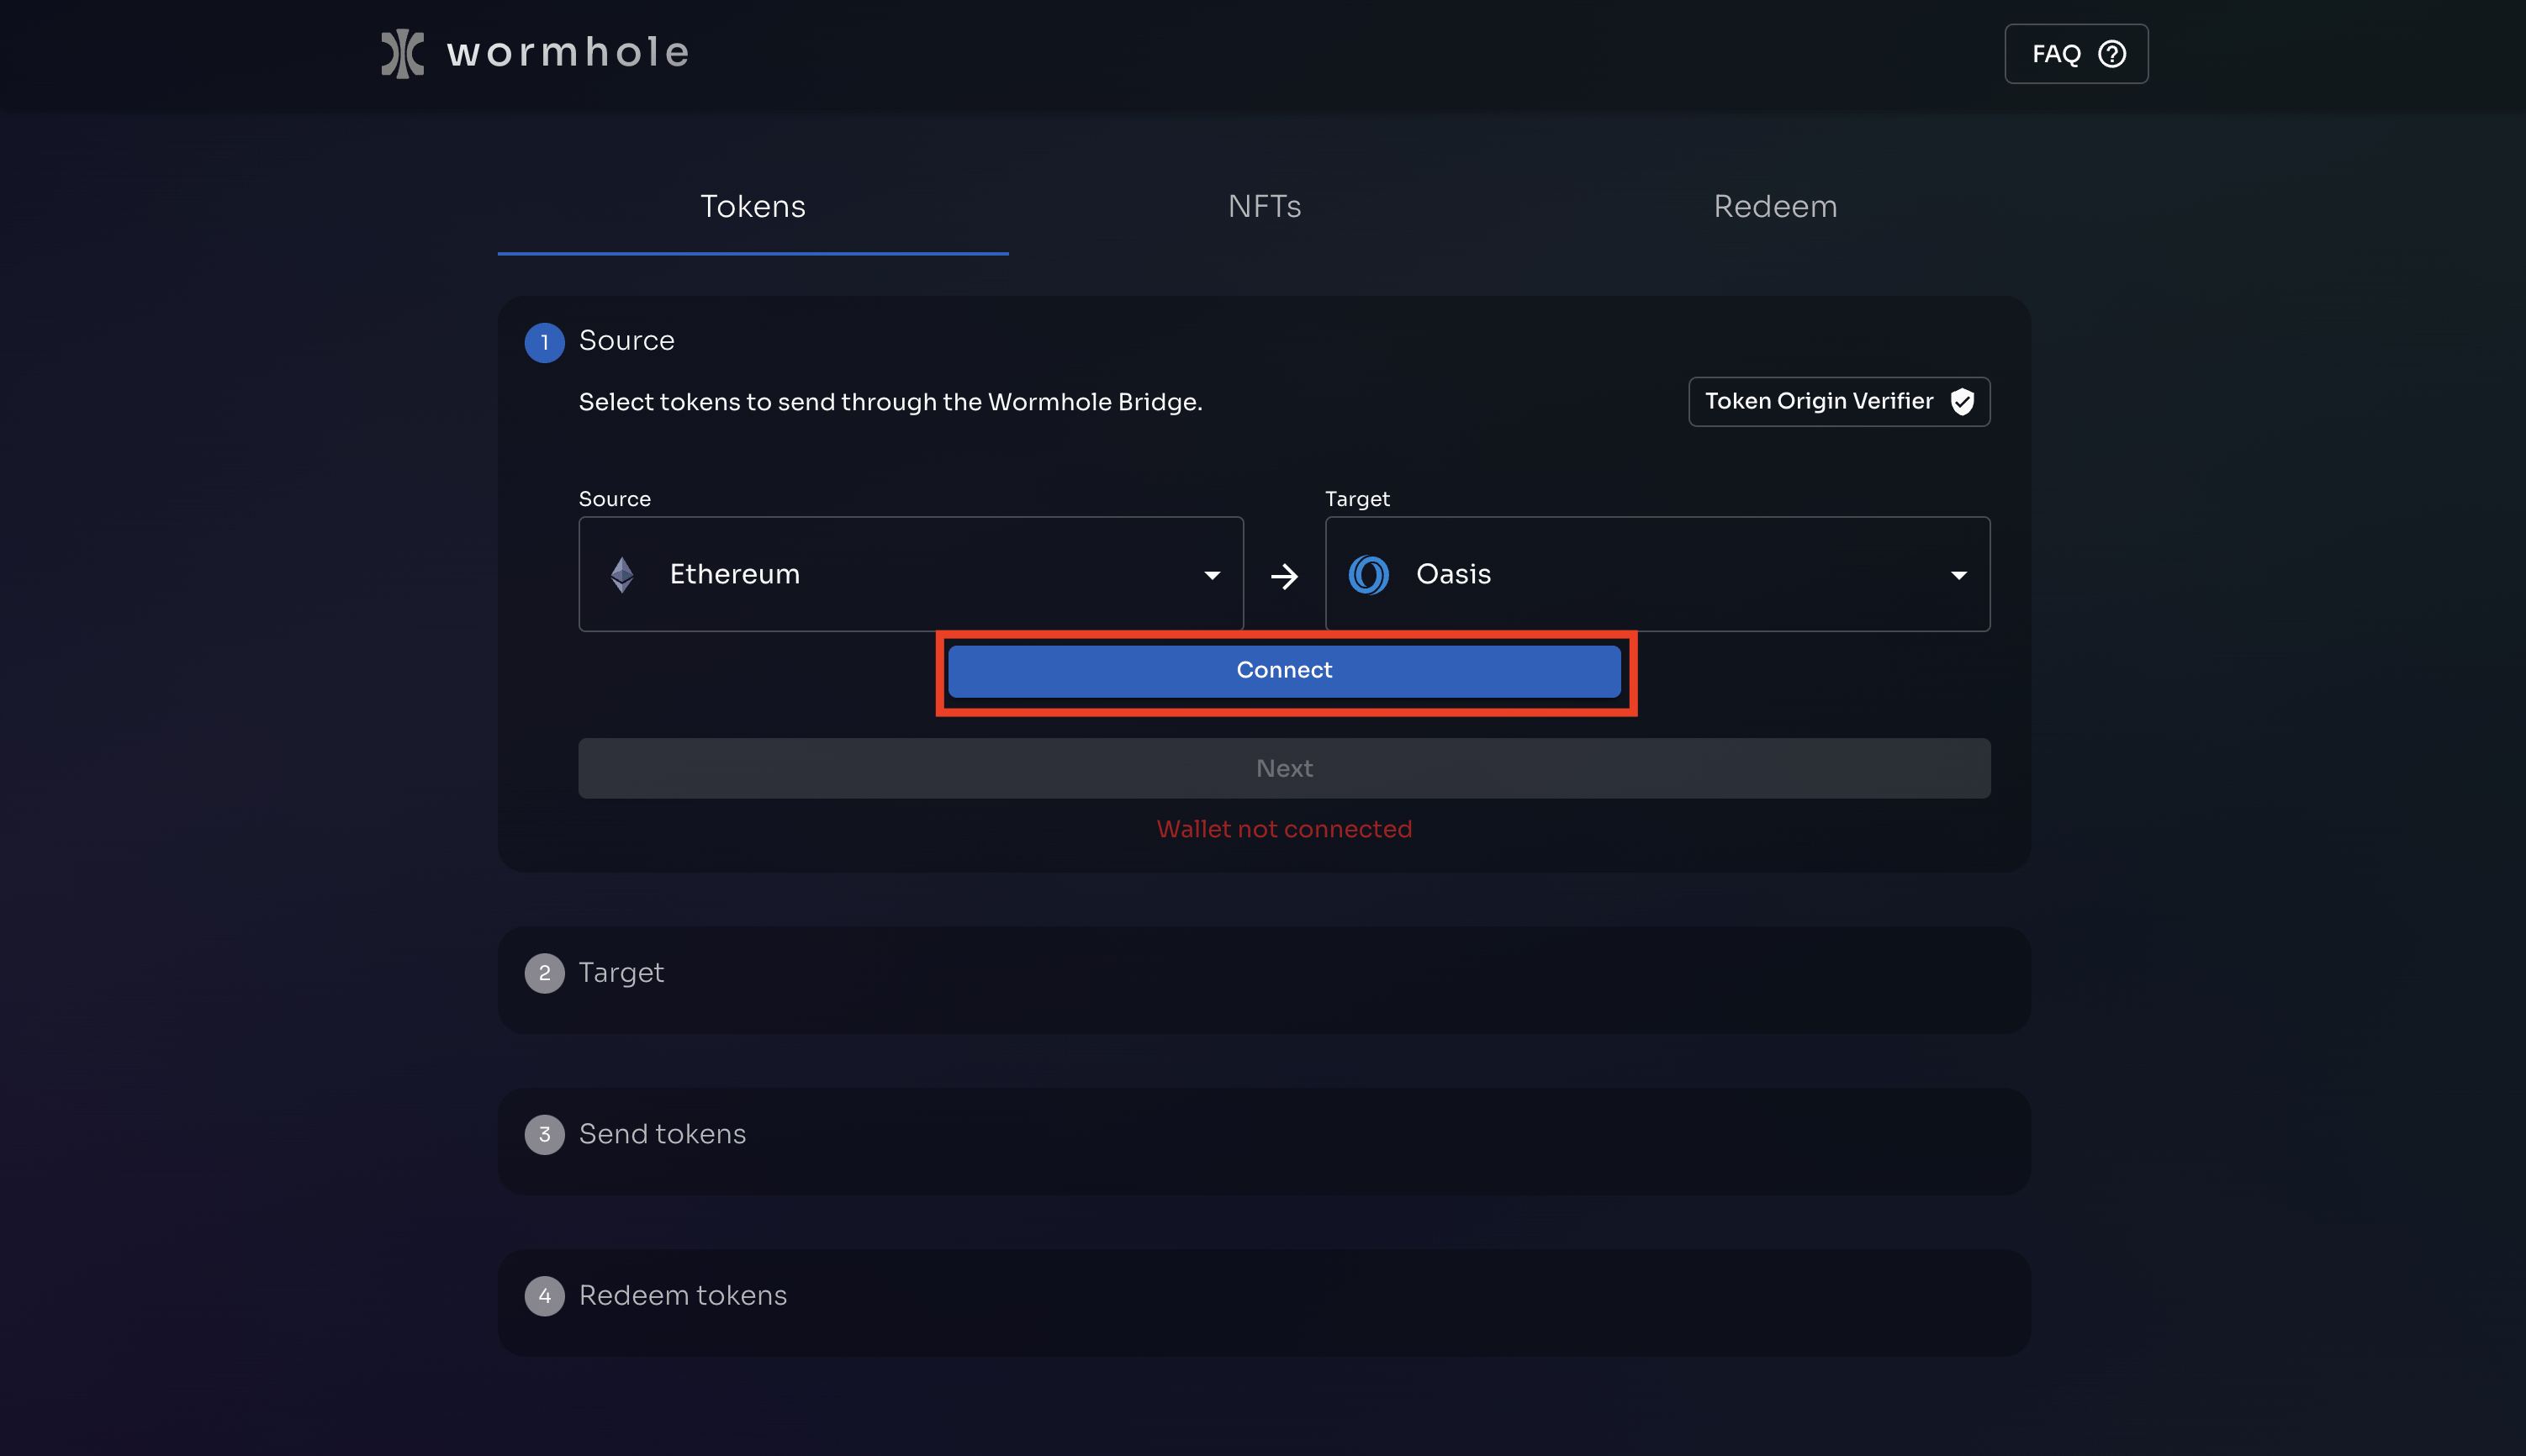 wormhole
FAQ
Tokens
NFTs
Redeem
1 Source
Select tokens to send through the Wormhole Bridge.
Token Origin Verifier
Source
Target
Ethereum
Oasis
Connect
Next
Wallet not connected
2 Target
3 Send tokens
4 Redeem tokens